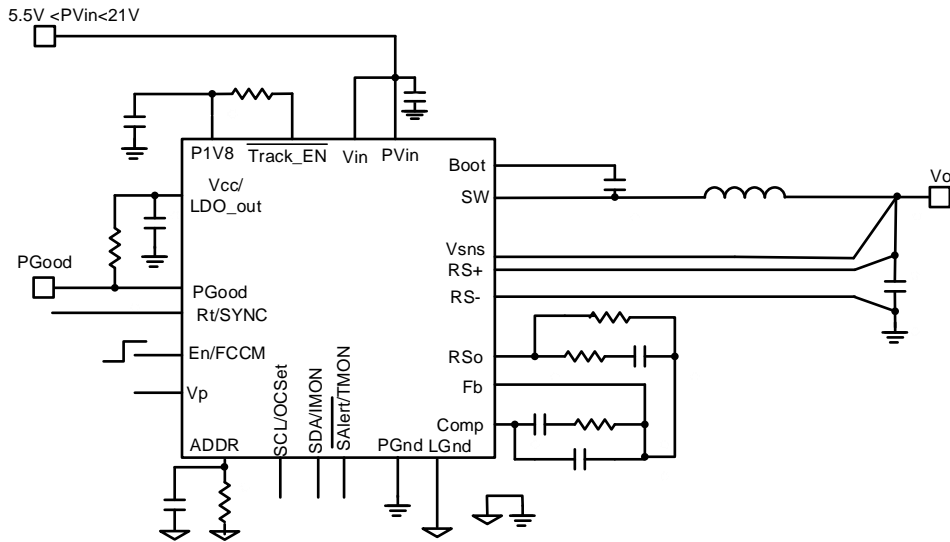 5.5V <PVin<21V
P1V8
Track_EN
Vin
PVin
Boot
Vcc/
LDO_out
SW
Vo
Vsns
RS+
PGood
PGood
RS-
Rt/SYNC
En/FCCM
RSo
Fb
Vp
Comp
ADDR
SCL/OCSet
SDA/IMON
SAlert/TMON
PGnd
LGnd